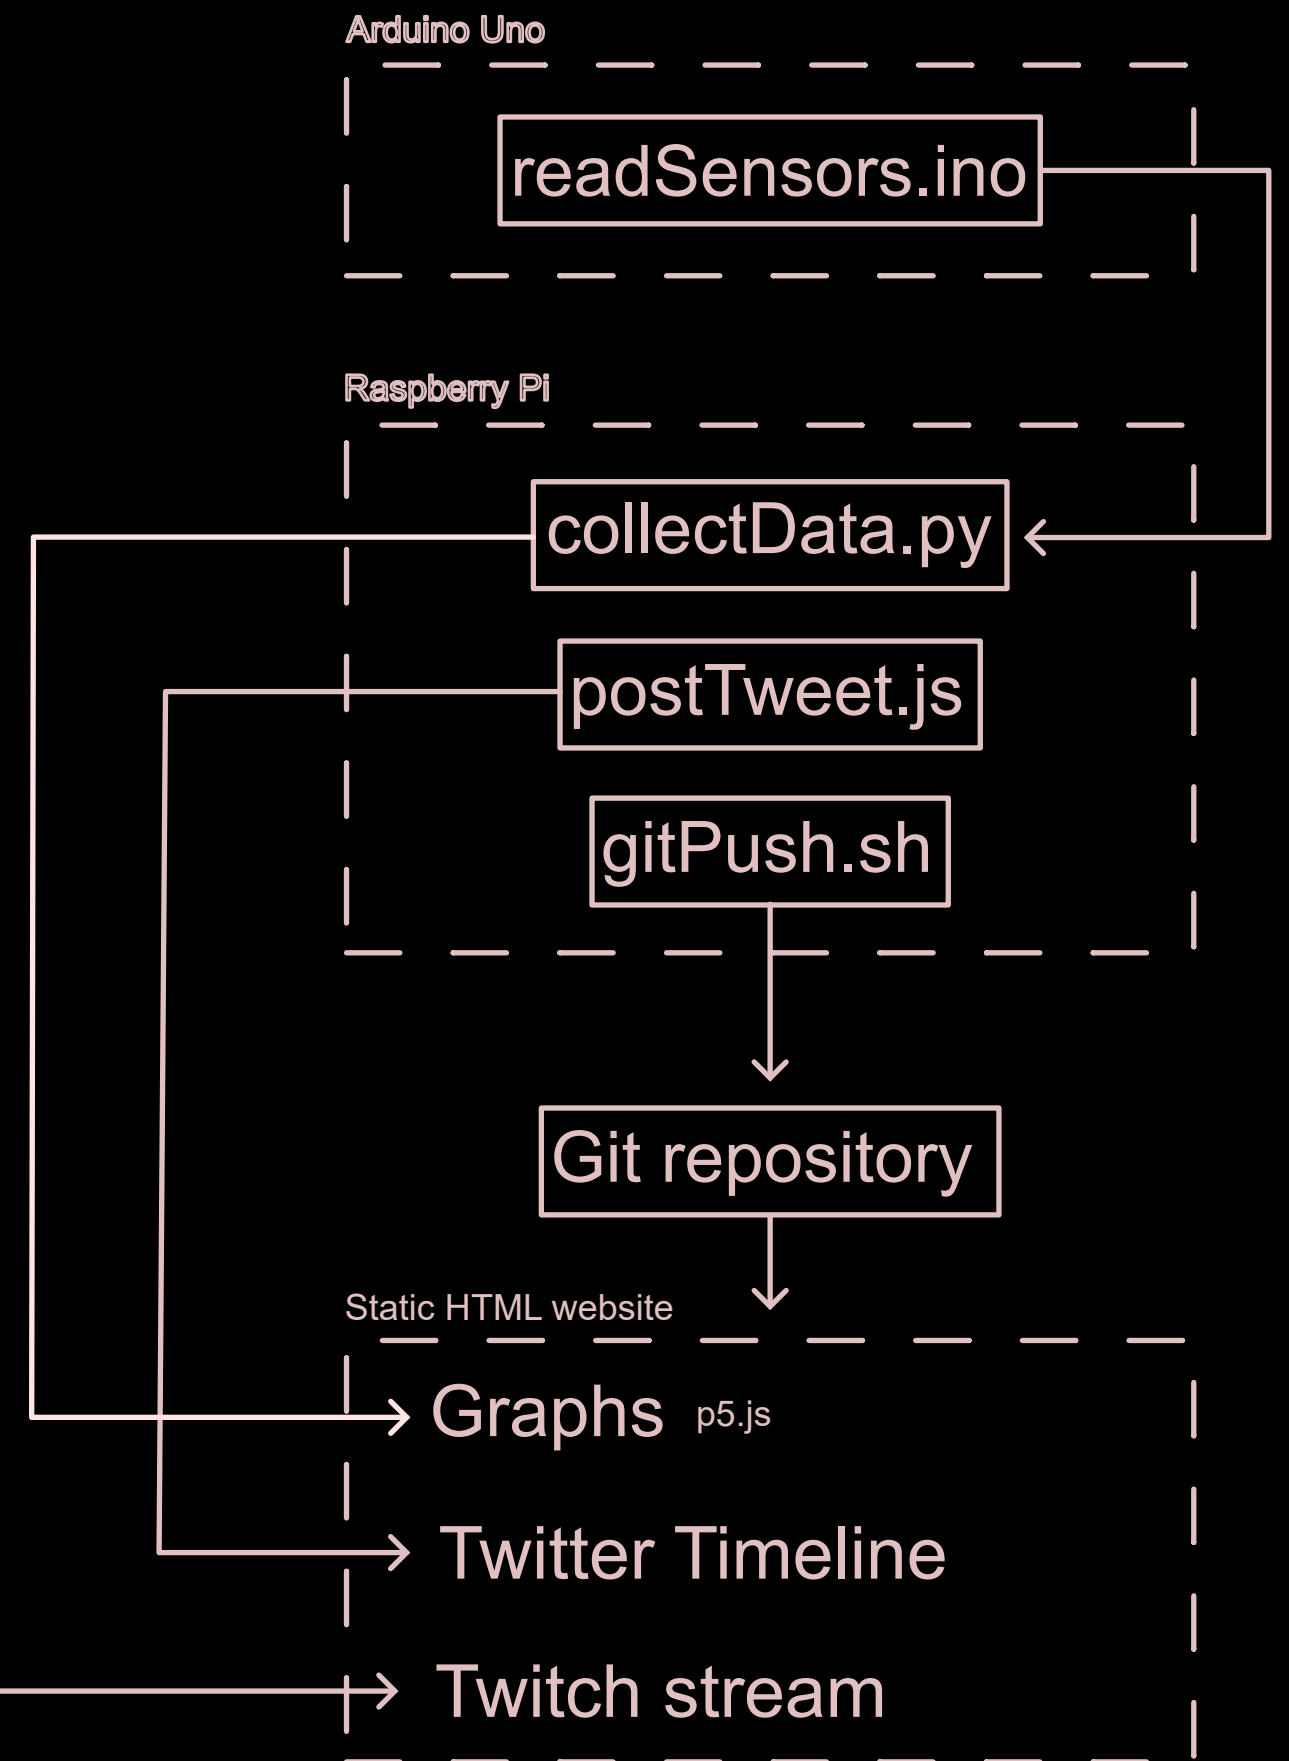 Arduino Uno
readSensors.ino
Raspberry Pi
collectData.py
postTweet.js
gitPush.sh
Git repository
Static HTML website
Graphs p5.js
Twitter Timeline
Twitch stream